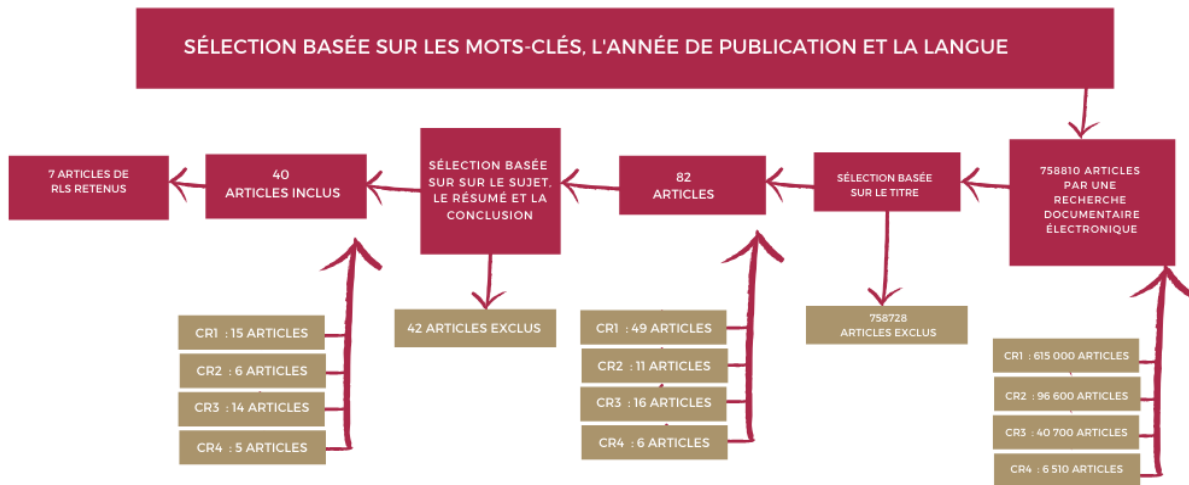 SÉLECTION BASÉE SUR LES MOTS-CLÉS, L'ANNÉE DE PUBLICATION ET LA LANGUE
758810 ARTICLES
PAR UNE
RECHERCHE
DOCUMENTAIRE
ÉLECTRONIQUE
CR1 : 615 000 ARTICLES
CR2 : 96 600 ARTICLES
CR3 : 40 700 ARTICLES
CR4 : 6 510 ARTICLES
SÉLECTION BASÉE
SUR LE TITRE
758728
ARTICLES EXCLUS
82
ARTICLES
CR1 : 49 ARTICLES
CR2 : 11 ARTICLES
CR3 : 16 ARTICLES
CR4 : 6 ARTICLES
SÉLECTION BASÉE
SUR SUR LE SUJET,
LE RÉSUMÉ ET LA
CONCLUSION
42 ARTICLES EXCLUS
40
ARTICLES INCLUS
CR1 : 15 ARTICLES
CR2 : 6 ARTICLES
CR3 : 14 ARTICLES
CR4 : 5 ARTICLES
7 ARTICLES DE
RLS RETENUS